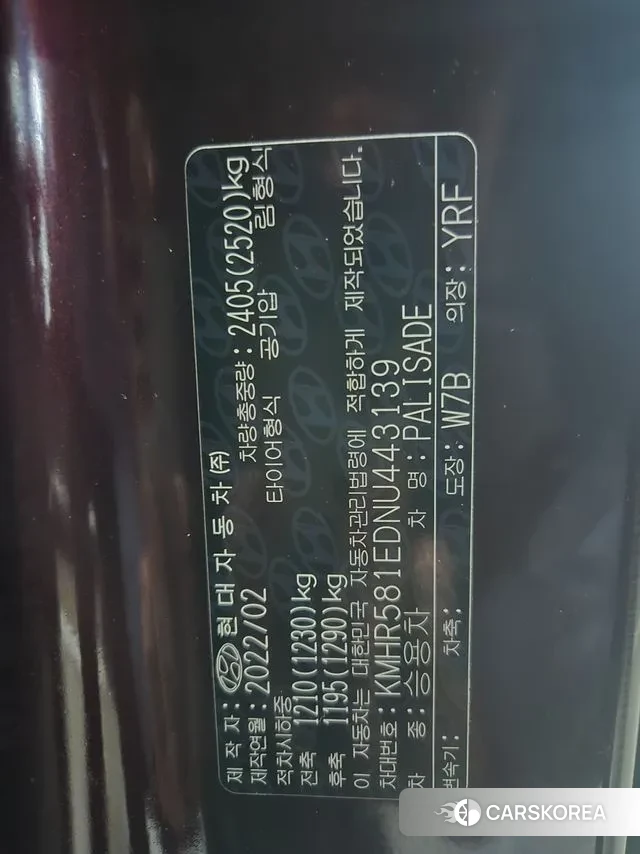 제 작 자: 현 대 자 동 차 (주)
제작연월: 2022/02 차량총중량: 2405(2520)kg
적차시하중 타이어형식 공기압 림형식
전축 1210(1230)kg
후축 1195(1290)kg
이 자동차는 대한민국 자동차관리법령에 적합하게 제작되었습니다.
차대번호: KMHR581EDNU443139
차 종: 승용차 차 명: PALISADE
변속기: 차축: 도장: W7B 의장: YRF
CARSKOREA